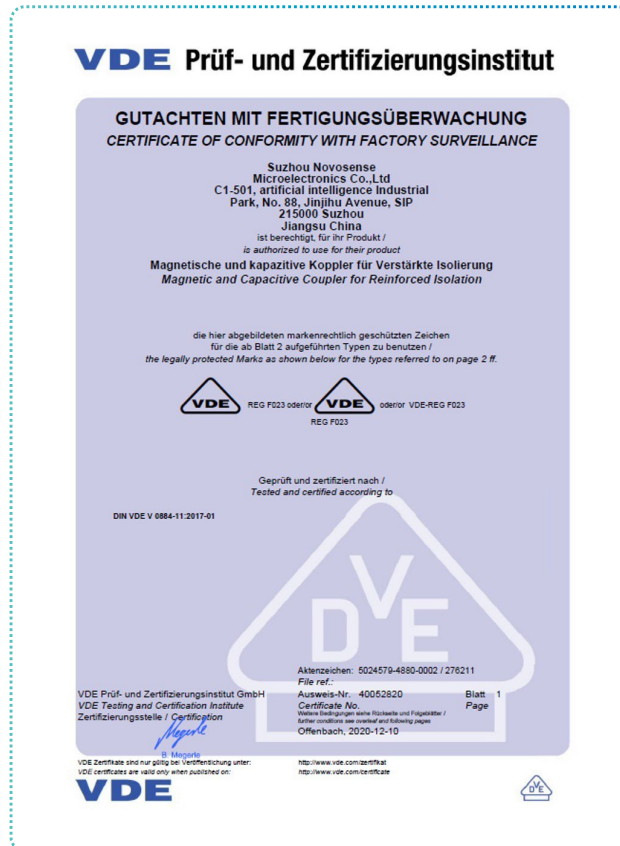 VDE Prüf- und Zertifizierungsinstitut
GUTACHTEN MIT FERTIGUNGSÜBERWACHUNG
CERTIFICATE OF CONFORMITY WITH FACTORY SURVEILLANCE
Suzhou Novosense
Microelectronics Co.,Ltd
C1-501, artificial intelligence Industrial
Park, No. 88, Jinjihu Avenue, SIP
215000 Suzhou
Jiangsu China
ist berechtigt, für ihr Produkt /
is authorized to use for their product
Magnetische und kapazitive Koppler für Verstärkte Isolierung
Magnetic and Capacitive Coupler for Reinforced Isolation
die hier abgebildeten markenrechtlich geschützten Zeichen
für die ab Blatt 2 aufgeführten Typen zu benutzen /
the legally protected Marks as shown below for the types referred to on page 2 ff.
VDE REG F023 oder/or VDE oder/or VDE-REG F023
REG F023
Geprüft und zertifiziert nach /
Tested and certified according to
DIN VDE V 0884-11:2017-01
DVE
Aktenzeichen: 5024579-4880-0002 / 276211
File ref.:
VDE Prüf- und Zertifizierungsinstitut GmbH
VDE Testing and Certification Institute
Zertifizierungsstelle / Certification
Ausweis-Nr. 40052820 Blatt 1
Certificate No. Page
Weitere Bedingungen siehe Rückseite und Folgeblätter /
further conditions see overleaf and following pages
Offenbach, 2020-12-10
Megerle
B. Megerle
VDE Zertifikate sind nur gültig bei Veröffentlichung unter: http://www.vde.com/zertifikat
VDE certificates are valid only when published on: http://www.vde.com/certificate
VDE
DVE